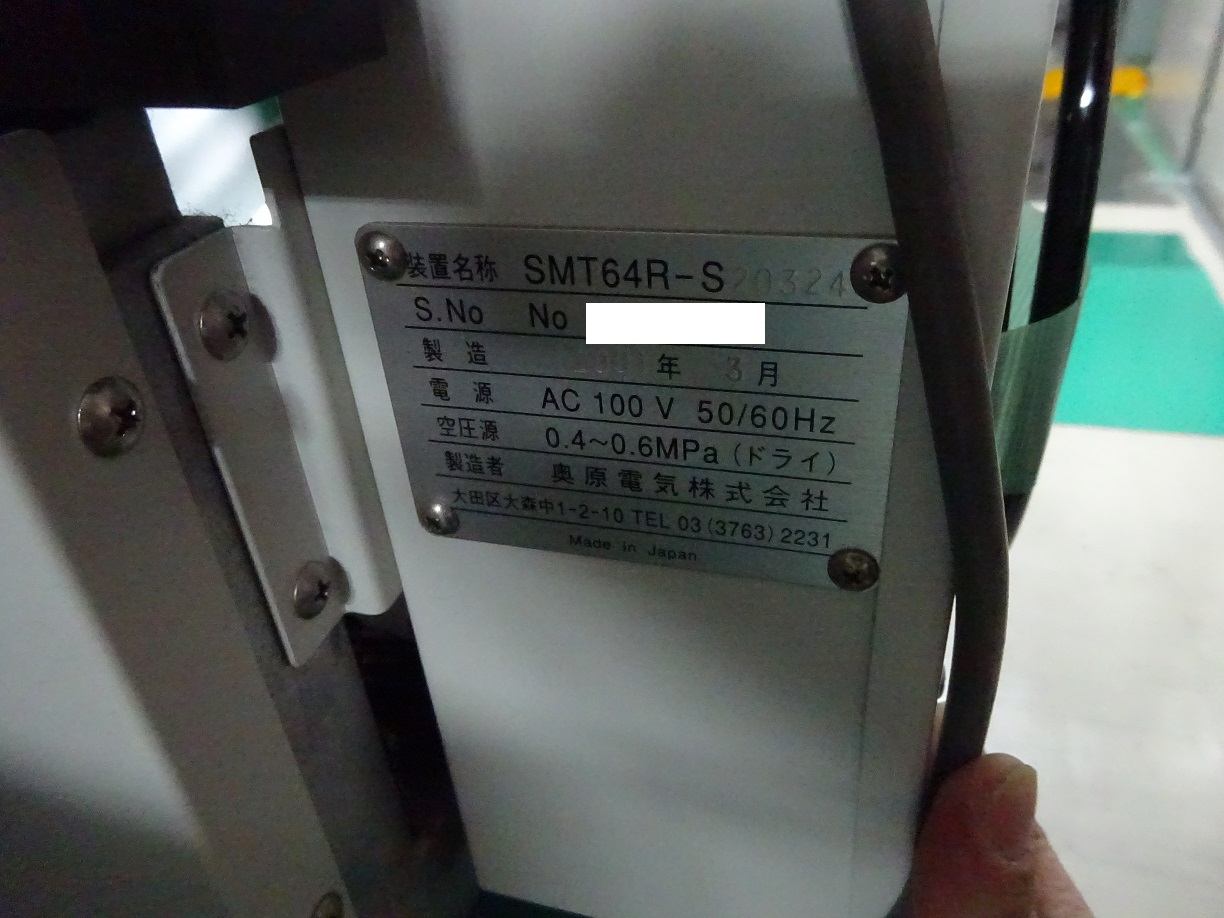 装置名称 SMT64R-S20324
S.No No
製造 年 3月
電源 AC 100 V 50/60Hz
空圧源 0.4~0.6MPa (ドライ)
製造者 奥原電気株式会社
大田区大森中1-2-10 TEL 03 (3763) 2231
Made in Japan